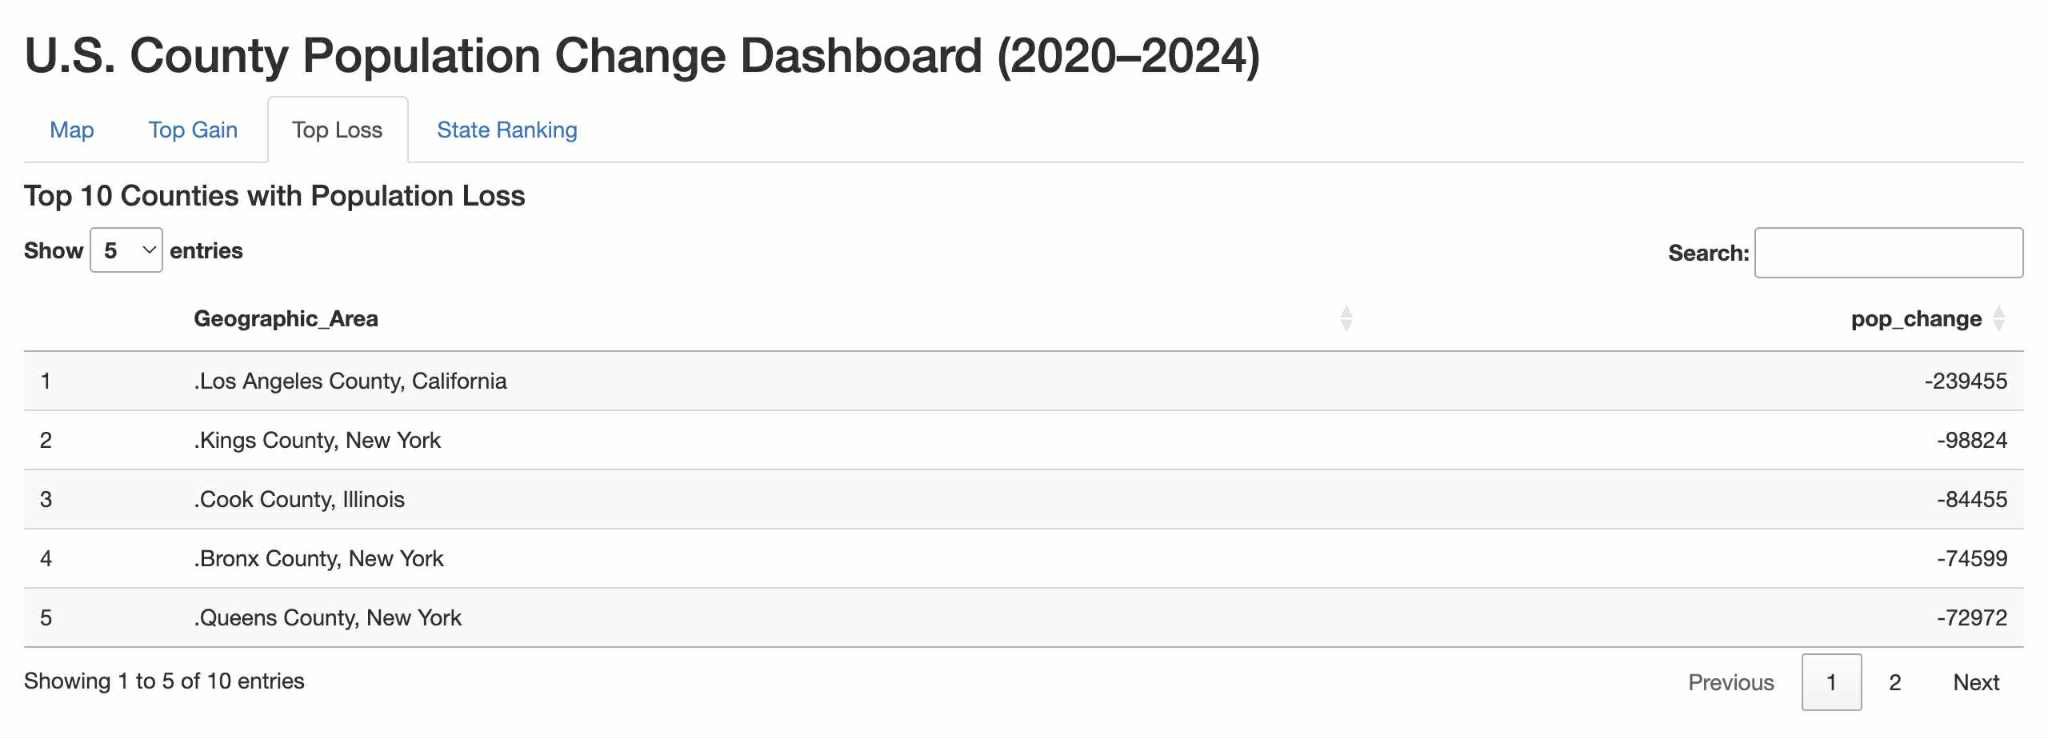 U.S. County Population Change Dashboard (2020–2024)
Map Top Gain Top Loss State Ranking
Top 10 Counties with Population Loss
Show 5 entries Search:
Geographic_Area pop_change
1 .Los Angeles County, California -239455
2 .Kings County, New York -98824
3 .Cook County, Illinois -84455
4 .Bronx County, New York -74599
5 .Queens County, New York -72972
Showing 1 to 5 of 10 entries Previous 1 2 Next